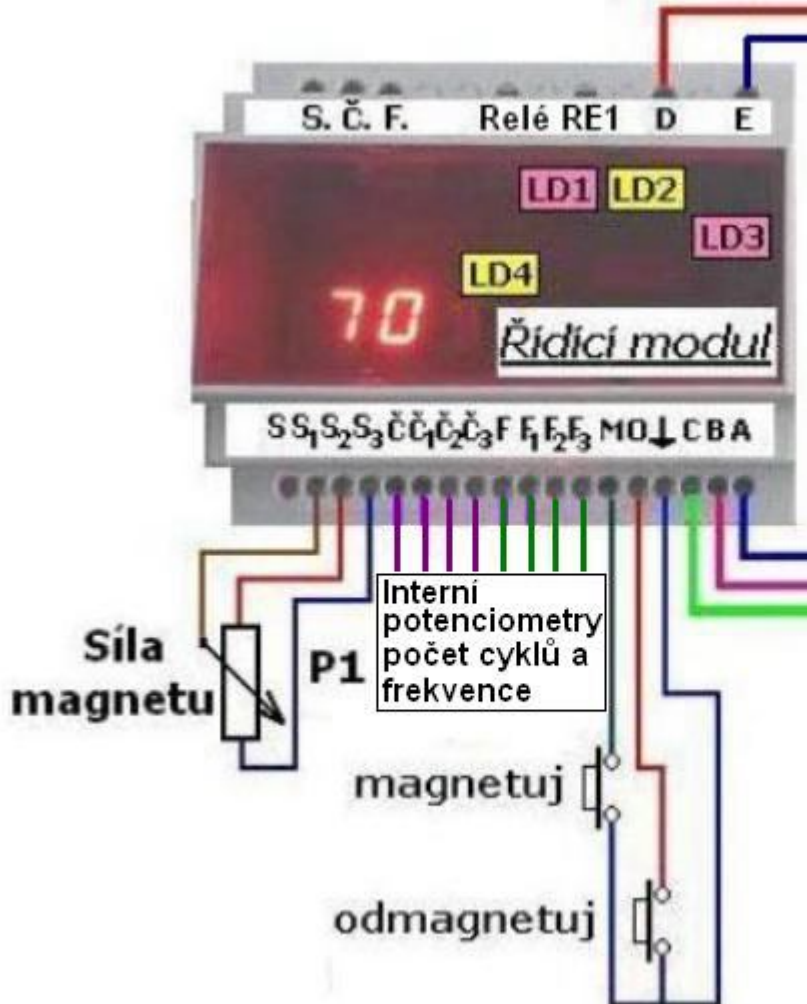 S. Č. F. Relé RE1 D E
LD1 LD2
LD3
LD4
70
Řídící modul
S S₁ S₂ S₃ Č Č₁ Č₂ Č₃ F F₁ F₂ F₃ M O ⏚ C B A
Interní
potenciometry
počet cyklů a
frekvence
Síla
magnetu
P1
magnetuj
odmagnetuj